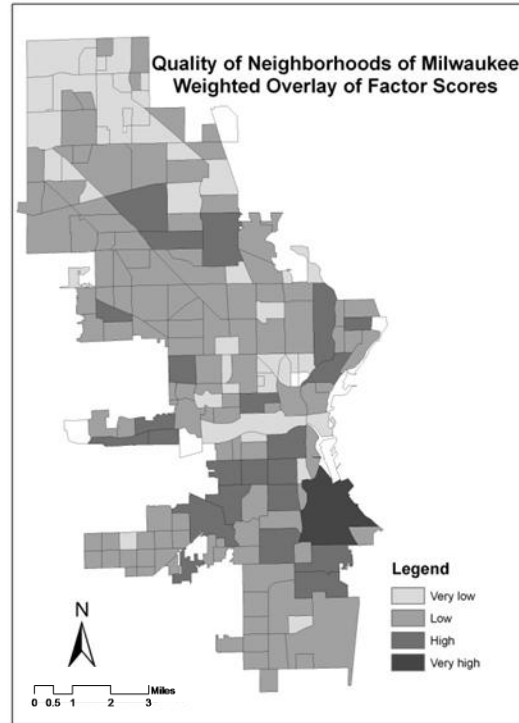 Quality of Neighborhoods of Milwaukee
Weighted Overlay of Factor Scores
Legend
Very low
Low
High
Very high
N
Miles
0 0.5 1 2 3